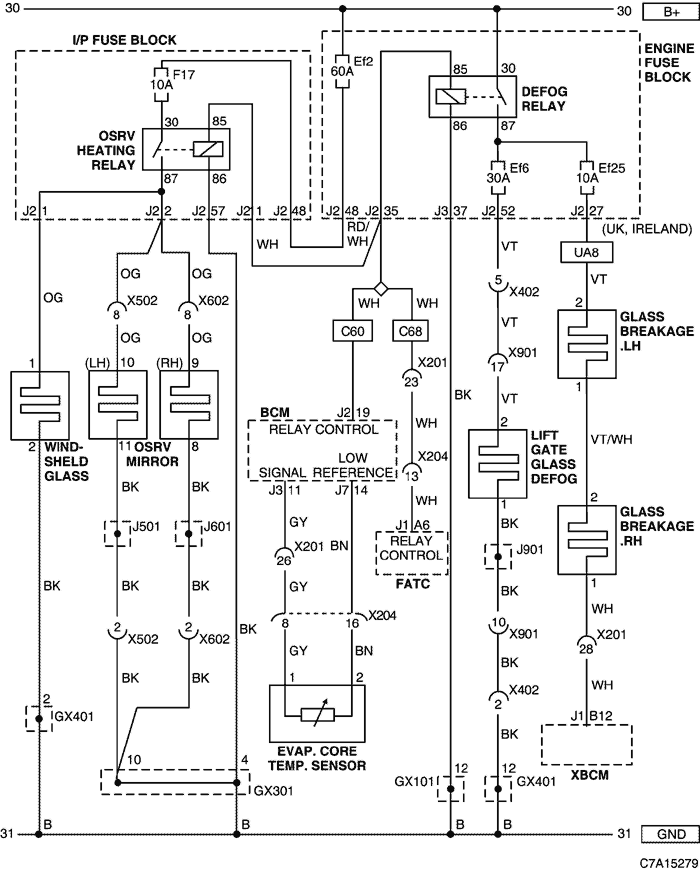 30
30
B+
I/P FUSE BLOCK
ENGINE
FUSE
BLOCK
F17
10A
Ef2
60A
85
30
DEFOG
RELAY
86
87
OSRV
HEATING
RELAY
30
85
87
86
Ef6
30A
Ef25
10A
J2 1
J2 2
J2 57
J2 11
J2 48
J2 48
J2 35
J3 37
J2 52
J2 27
WH
RD/
WH
(UK, IRELAND)
UA8
VT
VT
OG
OG
OG
5
X402
8
X502
8
X602
WH
WH
C60
C68
VT
2
GLASS
BREAKAGE
.LH
1
OG
OG
X901
17
X201
23
1
(LH)
10
(RH)
9
BK
VT
WH
2
WIND-
SHIELD
GLASS
11
OSRV
MIRROR
8
BCM
J2 19
RELAY CONTROL
LOW
SIGNAL
REFERENCE
2
LIFT
GATE
GLASS
DEFOG
1
VT/WH
X204
13
WH
J3 11
J7 14
BK
BK
J501
J601
GY
BN
X201
26
J1 A6
RELAY
CONTROL
FATC
BK
J901
2
GLASS
BREAKAGE
.RH
1
BK
BK
BK
GY
BK
WH
2
X502
2
X602
BK
8
16
X204
10
X901
X201
28
BK
BK
GY
BN
BK
WH
2
GX401
1
2
EVAP. CORE
TEMP. SENSOR
X402
2
BK
J1 B12
XBCM
10
4
GX301
GX101
12
12
GX401
31
B
B
B
B
31
GND
C7A15279